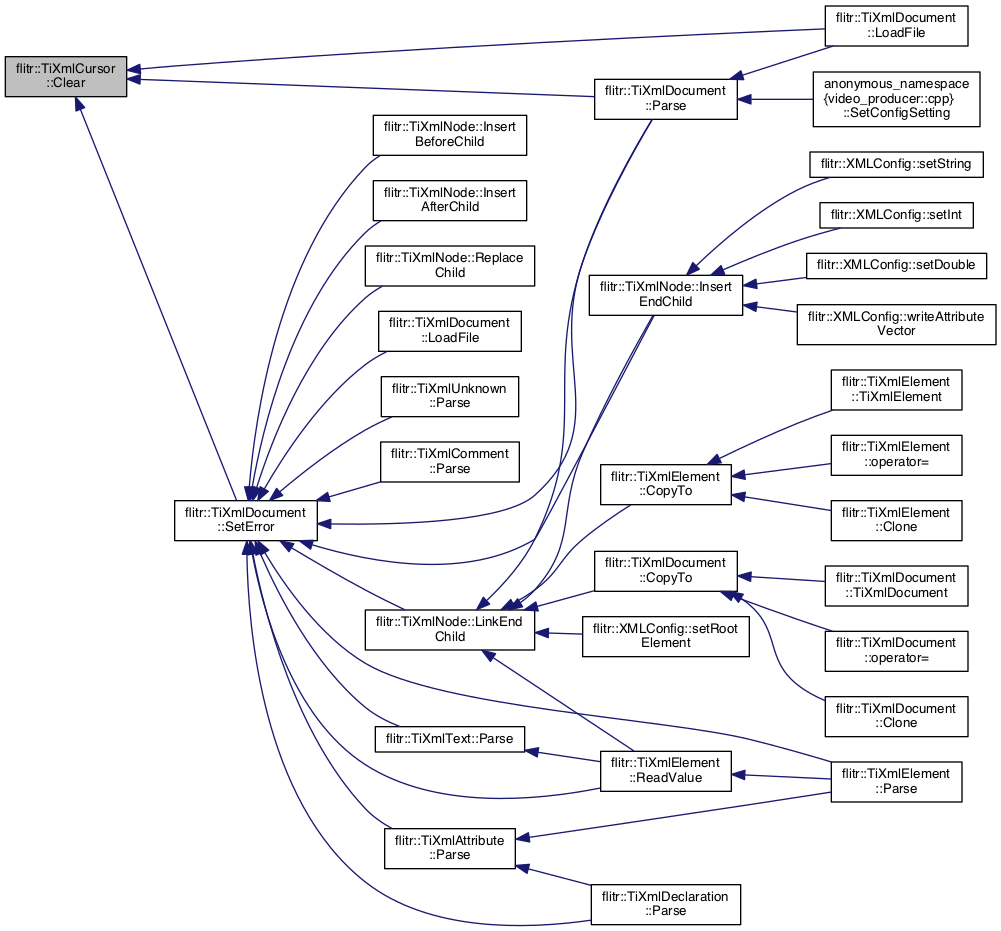 flitr::TiXmlCursor
::Clear
flitr::TiXmlDocument
::SetError
flitr::TiXmlNode::Insert
BeforeChild
flitr::TiXmlNode::Insert
AfterChild
flitr::TiXmlNode::Replace
Child
flitr::TiXmlDocument
::LoadFile
flitr::TiXmlUnknown
::Parse
flitr::TiXmlComment
::Parse
flitr::TiXmlNode::LinkEnd
Child
flitr::TiXmlText::Parse
flitr::TiXmlAttribute
::Parse
flitr::TiXmlDocument
::Parse
flitr::TiXmlNode::Insert
EndChild
flitr::TiXmlElement
::CopyTo
flitr::TiXmlDocument
::CopyTo
flitr::XMLConfig::setRoot
Element
flitr::TiXmlElement
::ReadValue
flitr::TiXmlDeclaration
::Parse
flitr::TiXmlDocument
::LoadFile
anonymous_namespace
{video_producer::cpp}
::SetConfigSetting
flitr::XMLConfig::setString
flitr::XMLConfig::setInt
flitr::XMLConfig::setDouble
flitr::XMLConfig::writeAttribute
Vector
flitr::TiXmlElement
::TiXmlElement
flitr::TiXmlElement
::operator=
flitr::TiXmlElement
::Clone
flitr::TiXmlDocument
::TiXmlDocument
flitr::TiXmlDocument
::operator=
flitr::TiXmlDocument
::Clone
flitr::TiXmlElement
::Parse